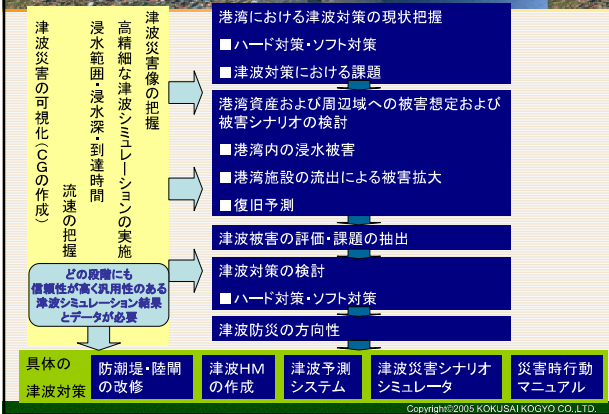 津波災害像の把握
高精細な津波シミュレーションの実施
浸水範囲・浸水深・到達時間
流速の把握
津波災害の可視化(CGの作成)
どの段階にも
信頼性が高く汎用性のある
津波シミュレーション結果
とデータが必要
港湾における津波対策の現状把握
■ハード対策・ソフト対策
■津波対策における課題
港湾資産および周辺域への被害想定および
被害シナリオの検討
■港湾内の浸水被害
■港湾施設の流出による被害拡大
■復旧予測
津波被害の評価・課題の抽出
津波対策の検討
■ハード対策・ソフト対策
津波防災の方向性
具体の
津波対策
防潮堤・陸閘
の改修
津波HM
の作成
津波予測
システム
津波災害シナリオ
シミュレータ
災害時行動
マニュアル
Copyright©2005 KOKUSAI KOGYO CO.,LTD.